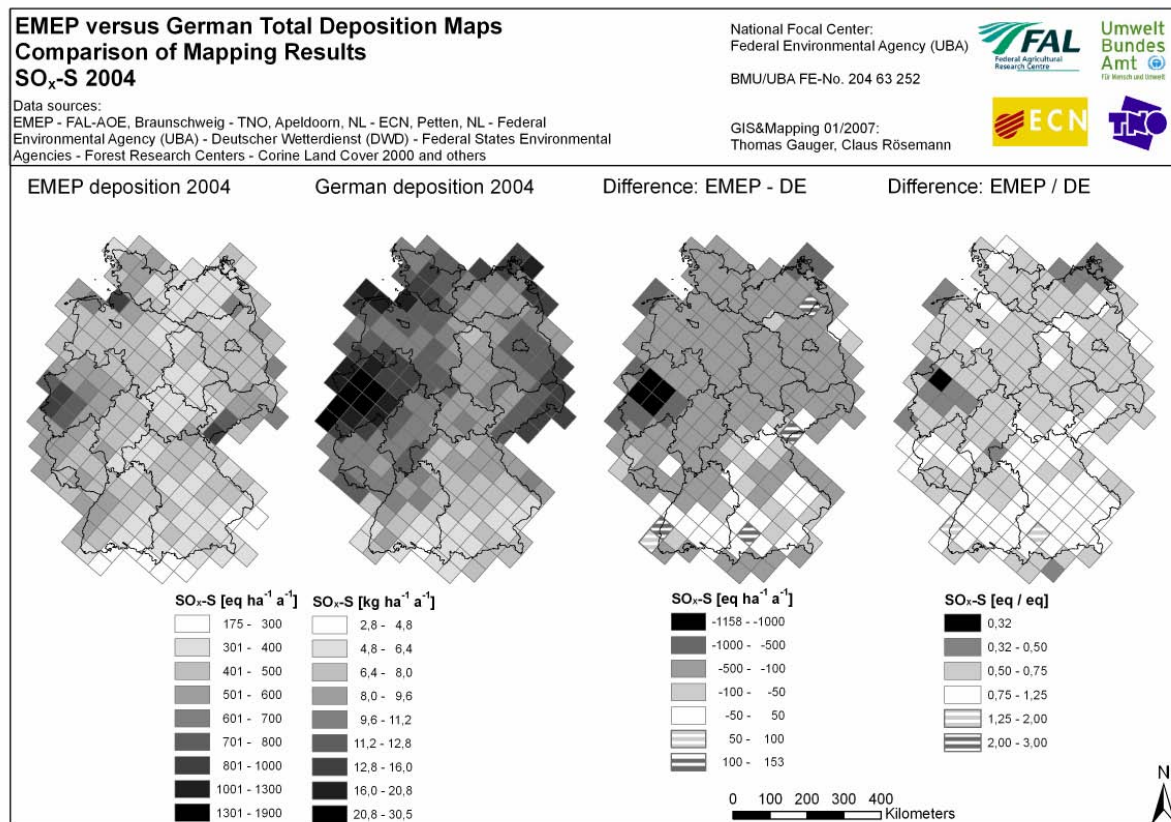 EMEP versus German Total Deposition Maps
Comparison of Mapping Results
SOₓ-S 2004
Data sources:
EMEP - FAL-AOE, Braunschweig - TNO, Apeldoorn, NL - ECN, Petten, NL - Federal
Environmental Agency (UBA) - Deutscher Wetterdienst (DWD) - Federal States Environmental
Agencies - Forest Research Centers - Corine Land Cover 2000 and others
National Focal Center:
Federal Environmental Agency (UBA)
BMU/UBA FE-No. 204 63 252
GIS&Mapping 01/2007:
Thomas Gauger, Claus Rösemann
FAL
Federal Agricultural
Research Centre
Umwelt
Bundes
Amt
Für Mensch und Umwelt
ECN
TNO
EMEP deposition 2004
German deposition 2004
Difference: EMEP - DE
Difference: EMEP / DE
SOₓ-S [eq ha⁻¹ a⁻¹]
175 - 300
301 - 400
401 - 500
501 - 600
601 - 700
701 - 800
801 - 1000
1001 - 1300
1301 - 1900
SOₓ-S [kg ha⁻¹ a⁻¹]
2,8 - 4,8
4,8 - 6,4
6,4 - 8,0
8,0 - 9,6
9,6 - 11,2
11,2 - 12,8
12,8 - 16,0
16,0 - 20,8
20,8 - 30,5
SOₓ-S [eq ha⁻¹ a⁻¹]
-1158 - -1000
-1000 - -500
-500 - -100
-100 - -50
-50 - 50
50 - 100
100 - 153
SOₓ-S [eq / eq]
0,32
0,32 - 0,50
0,50 - 0,75
0,75 - 1,25
1,25 - 2,00
2,00 - 3,00
0 100 200 300 400
Kilometers
N